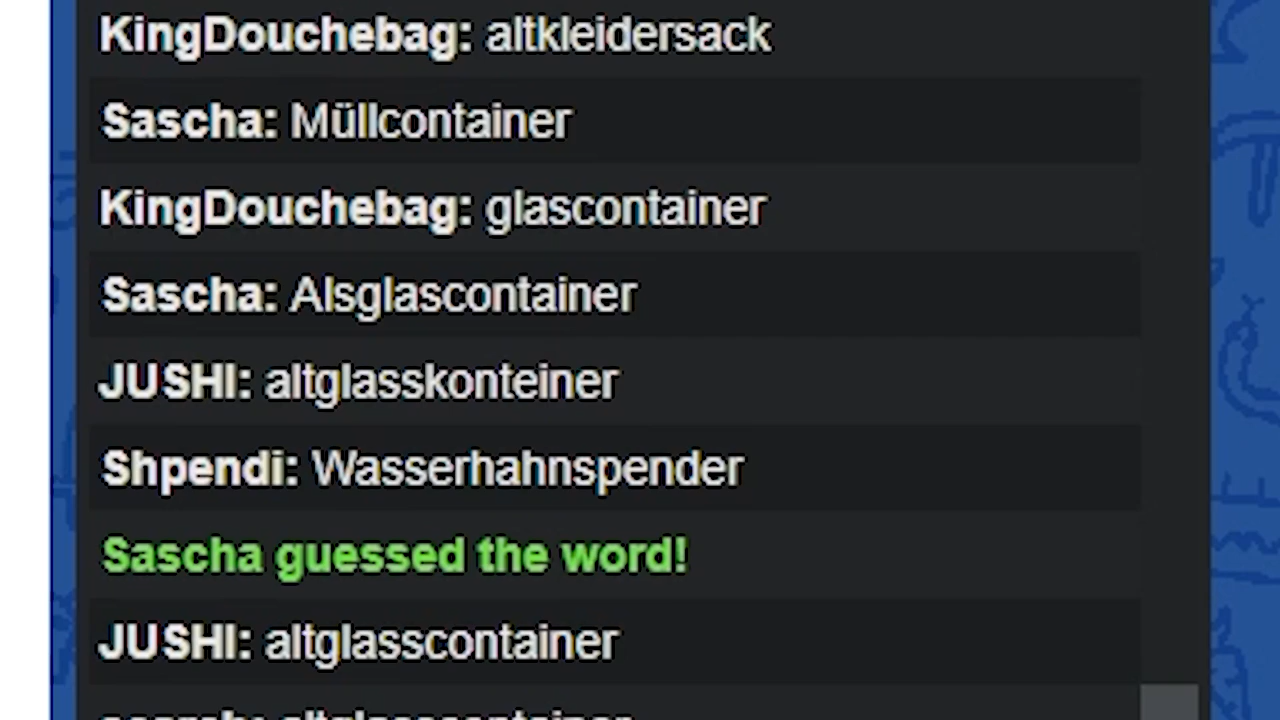 KingDouchebag: altkleidersack
Sascha: Müllcontainer
KingDouchebag: glascontainer
Sascha: Alsglascontainer
JUSHI: altglasskonteiner
Shpendi: Wasserhahnspender
Sascha guessed the word!
JUSHI: altglasscontainer